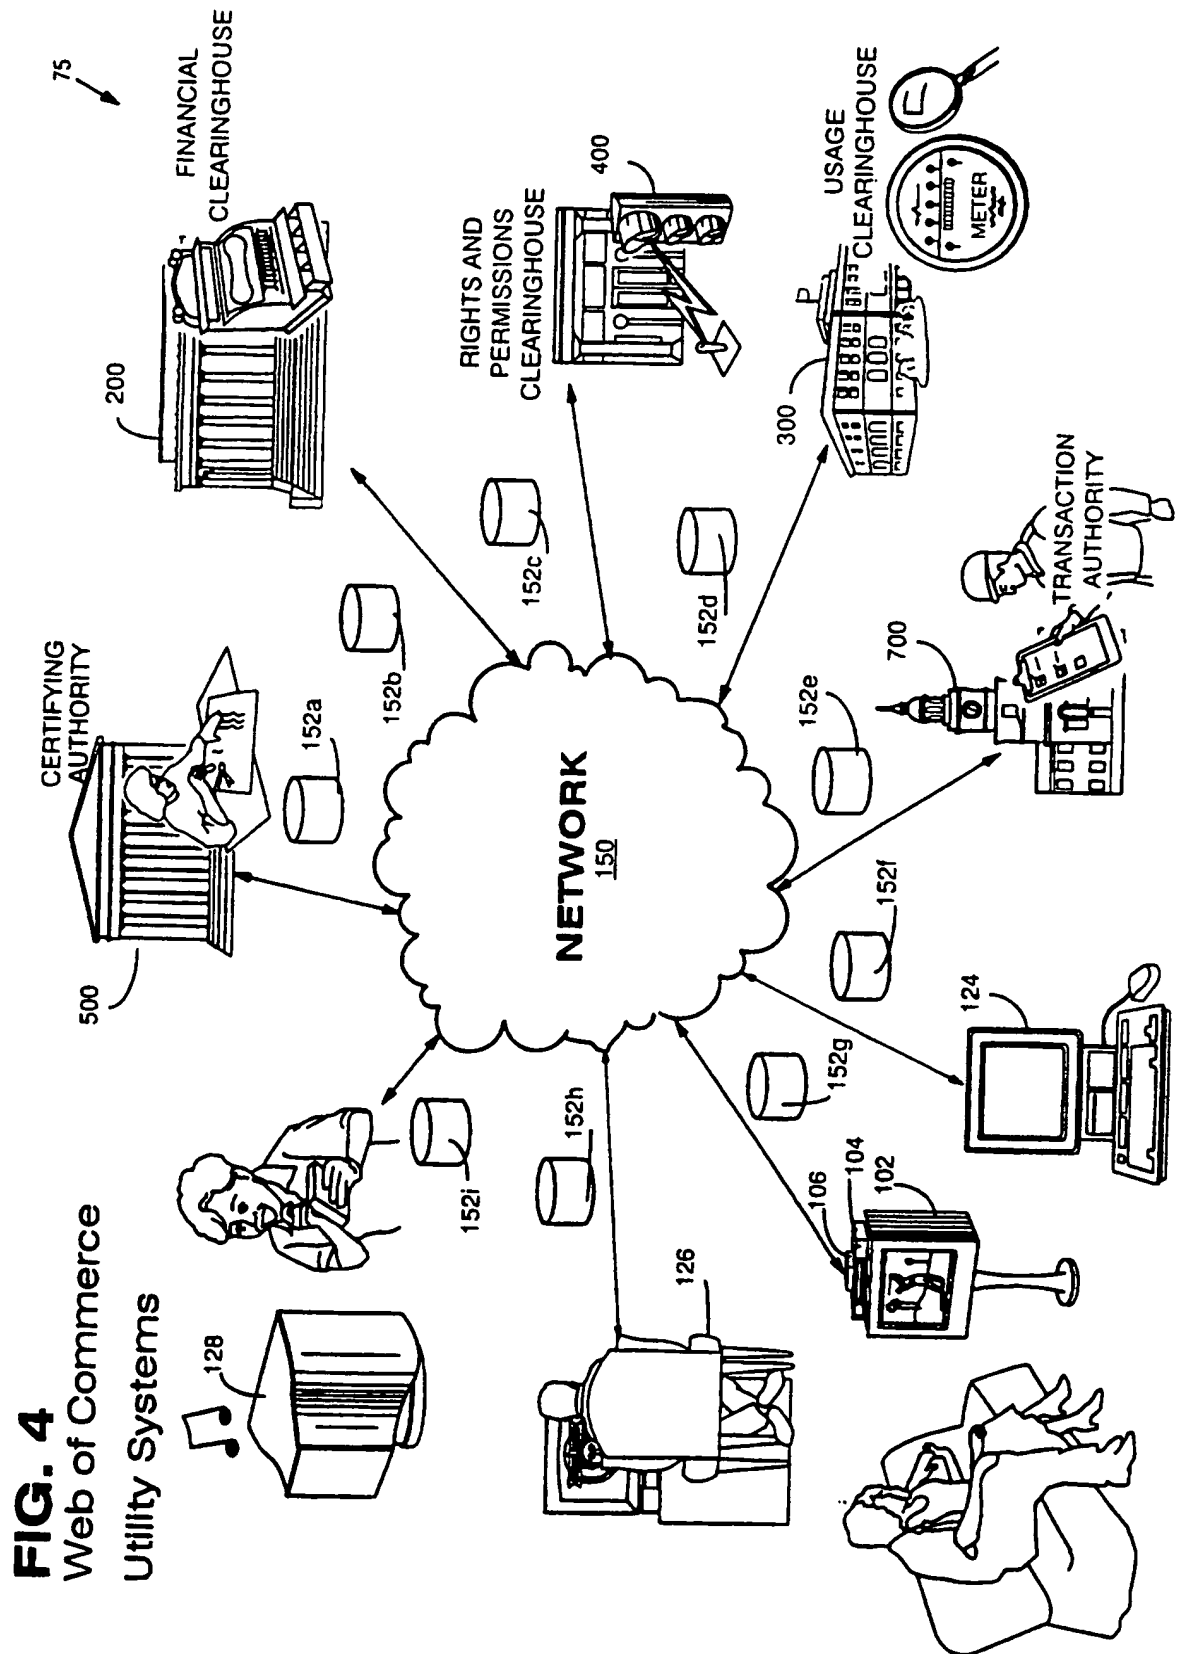 FIG. 4
Web of Commerce
Utility Systems
75
CERTIFYING
AUTHORITY
500
FINANCIAL
CLEARINGHOUSE
200
RIGHTS AND
PERMISSIONS
CLEARINGHOUSE
400
USAGE
CLEARINGHOUSE
300
METER
TRANSACTION
AUTHORITY
700
NETWORK
150
152a
152b
152c
152d
152e
152f
152g
152h
152i
128
126
106
104
102
124